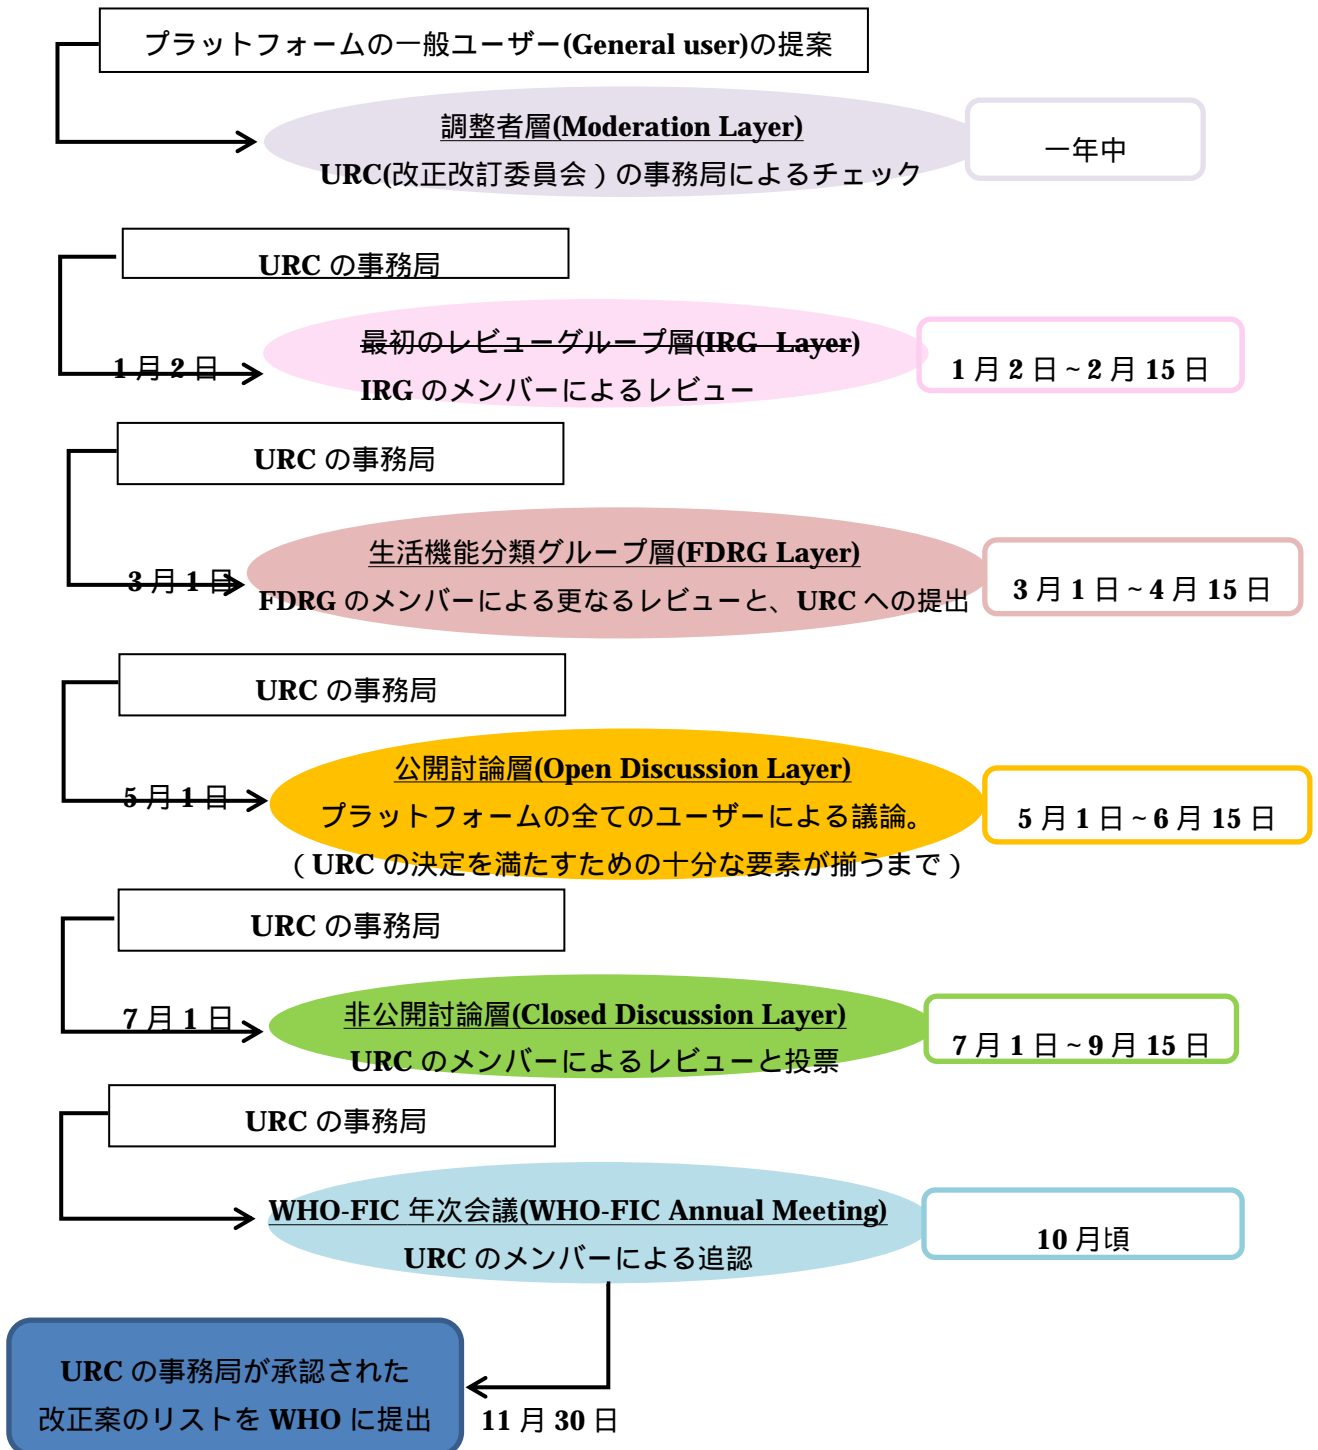 プラットフォームの一般ユーザー(General user)の提案
調整者層(Moderation Layer)
URC(改正改訂委員会)の事務局によるチェック
一年中
URC の事務局
1 月 2 日
最初のレビューグループ層(IRG Layer)
IRG のメンバーによるレビュー
1 月 2 日~2 月 15 日
URC の事務局
3 月 1 日
生活機能分類グループ層(FDRG Layer)
FDRG のメンバーによる更なるレビューと、URC への提出
3 月 1 日~4 月 15 日
URC の事務局
5 月 1 日
公開討論層(Open Discussion Layer)
プラットフォームの全てのユーザーによる議論。
(URC の決定を満たすための十分な要素が揃うまで)
5 月 1 日~6 月 15 日
URC の事務局
7 月 1 日
非公開討論層(Closed Discussion Layer)
URC のメンバーによるレビューと投票
7 月 1 日~9 月 15 日
URC の事務局
WHO-FIC 年次会議(WHO-FIC Annual Meeting)
URC のメンバーによる追認
10 月頃
URC の事務局が承認された
改正案のリストを WHO に提出
11 月 30 日